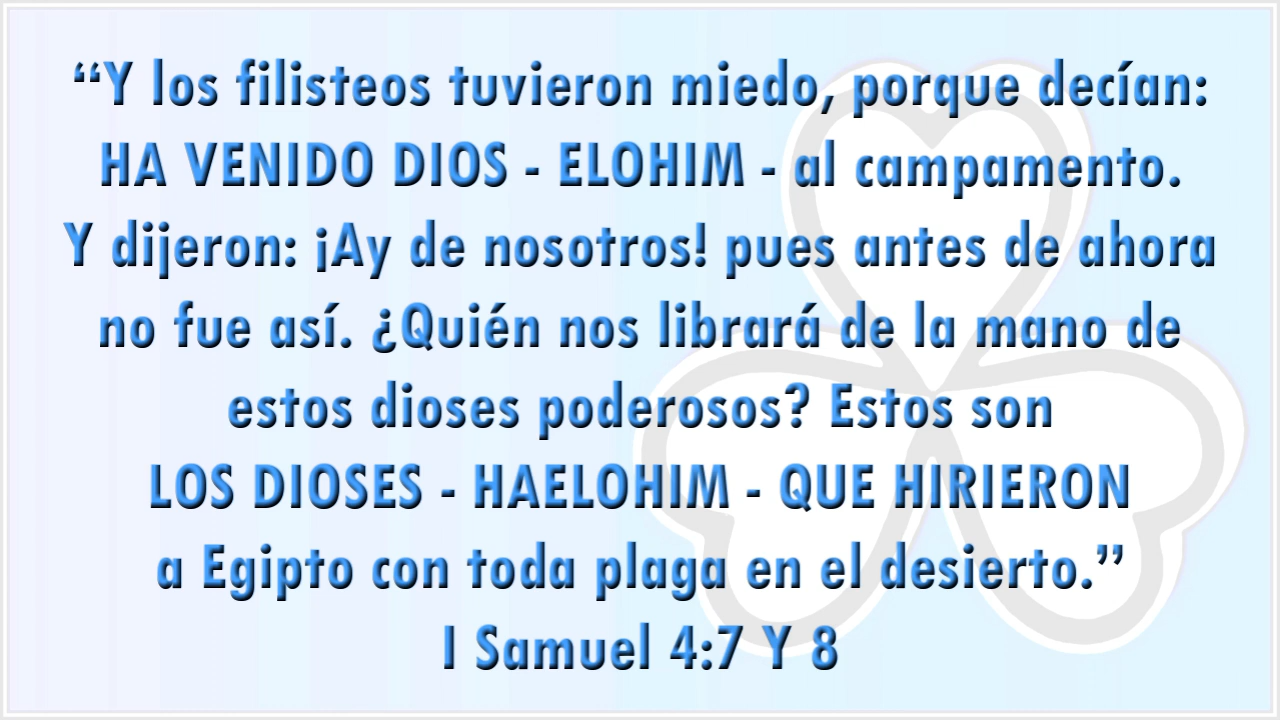 “Y los filisteos tuvieron miedo, porque decían:
HA VENIDO DIOS - ELOHIM - al campamento.
Y dijeron: ¡Ay de nosotros! pues antes de ahora
no fue así. ¿Quién nos librará de la mano de
estos dioses poderosos? Estos son
LOS DIOSES - HAELOHIM - QUE HIRIERON
a Egipto con toda plaga en el desierto.”
I Samuel 4:7 Y 8